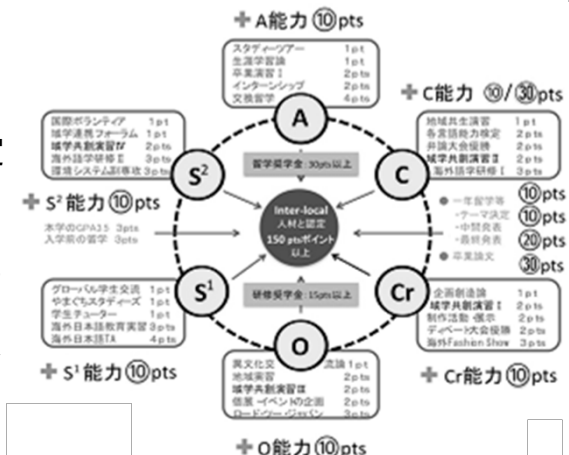 + A能力 ⑩pts
スタディーツアー 1pt
生涯学習論 1pt
卒業演習Ⅰ 2pts
インターンシップ 2pts
交換留学 4pts
A
+ C能力 ⑩/㉚pts
地域共生演習 1pt
各言語能力検定 2pts
弁論大会優勝 2pts
域学共創演習Ⅱ 2pts
海外語学研修Ⅰ 3pts
C
国際ボランティア 1pt
域学連携フォーラム 1pt
域学共創演習Ⅳ 2pts
海外語学研修Ⅱ 3pts
環境システム副専攻 3pts
S²
+ S²能力 ⑩pts
本学のGPA3.5 3pts
入学前の留学 3pts
留学奨学金: 30pts以上
Inter-local
人材と認定
150 ptsポイント
以上
研修奨学金: 15pts以上
● 一年留学等 ⑩pts
-テーマ決定 ⑩pts
-中間発表 ⑳pts
-最終発表
● 卒業論文 ㉚pts
グローバル学生交流 1pt
やまぐちスタディーズ 1pt
学生チューター 1pt
海外日本語教育実習 3pts
海外日本語TA 4pts
S¹
+ S¹能力 ⑩pts
Cr
企画創造論 1pt
域学共創演習Ⅰ 2pts
制作活動・展示 2pts
ディベート大会優勝 2pts
海外Fashion Show 3pts
+ Cr能力 ⑩pts
O
異文化交 流論 1pt
地域実習 2pts
域学共創演習Ⅲ 2pts
個展・イベントの企画 2pts
ロード・ツー・ジャパン 3pts
+ O能力 ⑩pts